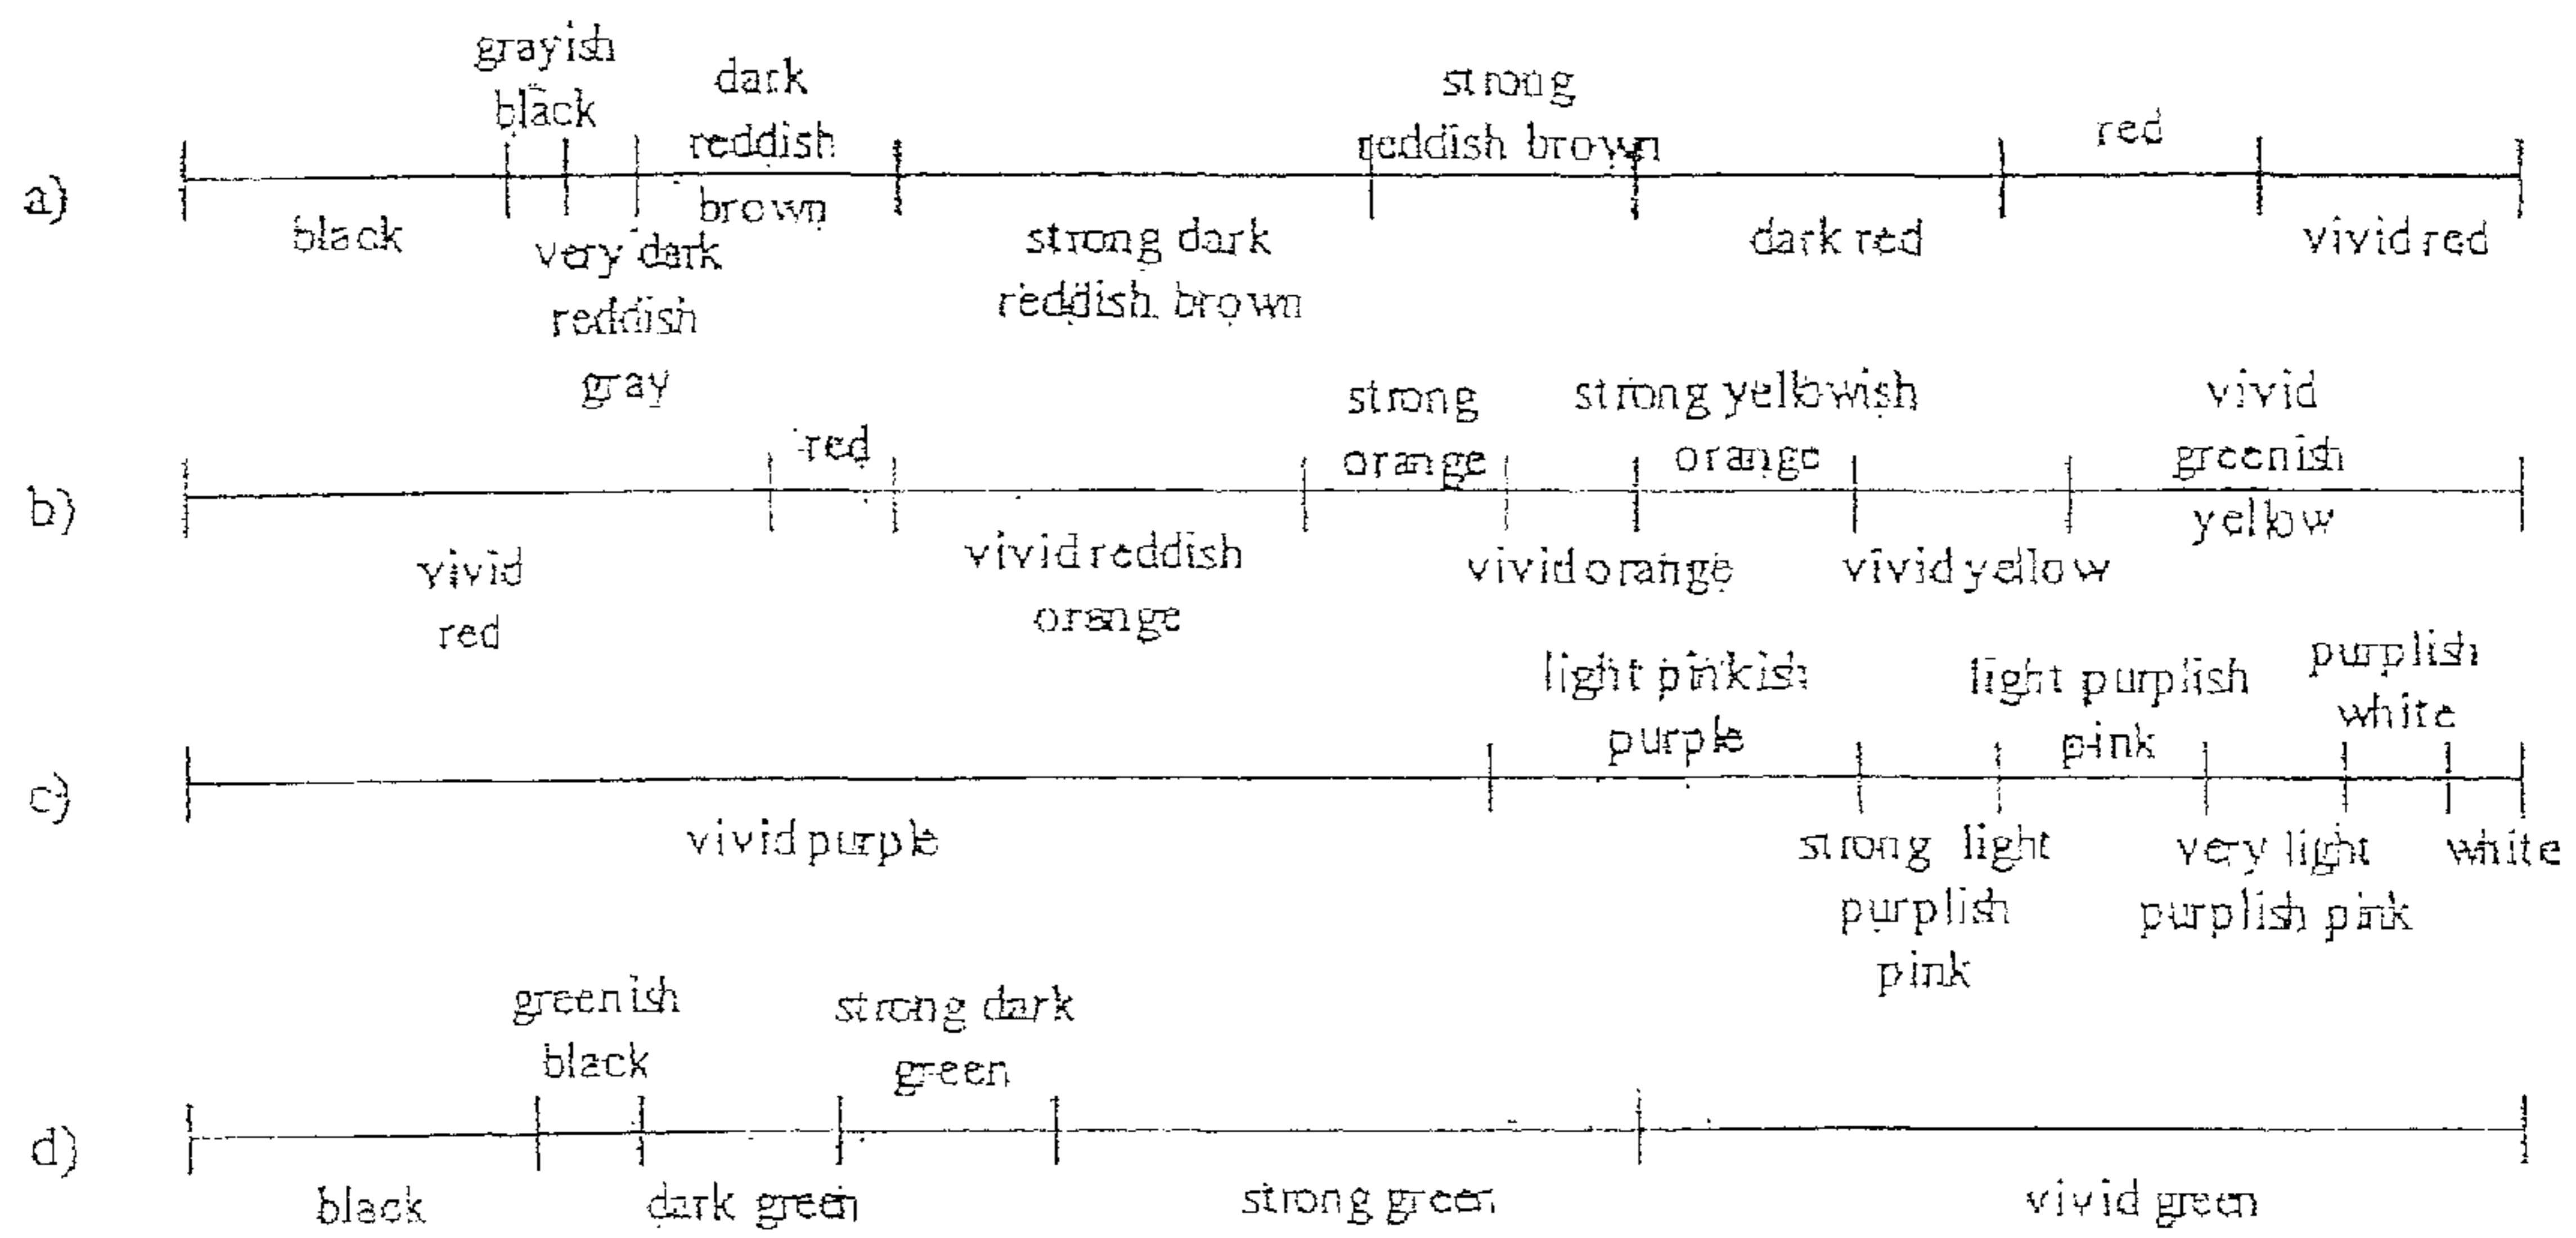 grayish
black
dark
reddish
brown
strong
reddish brown
red
a)
black
very dark
reddish
gray
strong dark
reddish brown
dark red
vivid red
red
strong
orange
strong yellowish
orange
vivid
greenish
yellow
b)
vivid
red
vivid reddish
orange
vivid orange
vivid yellow
light pinkish
purple
light purplish
pink
purplish
white
c)
vivid purple
strong light
purplish
pink
very light
purplish pink
white
greenish
black
strong dark
green
d)
black
dark green
strong green
vivid green